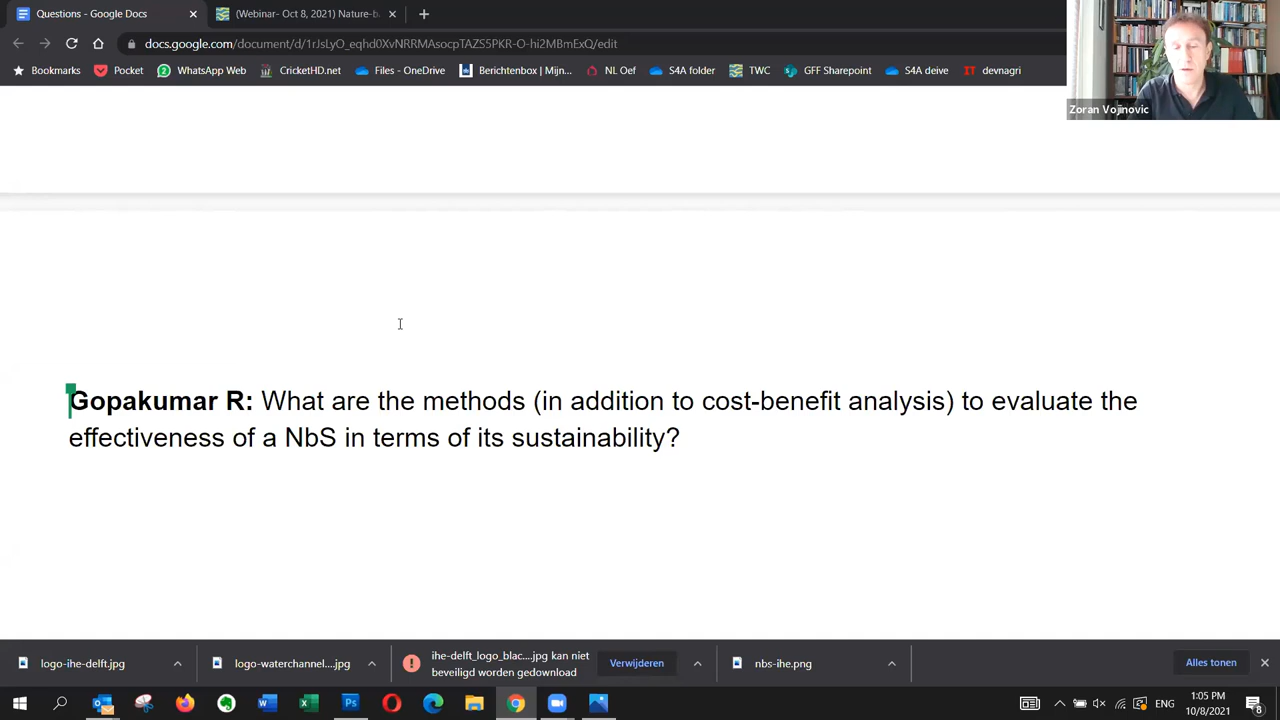 Questions - Google Docs
(Webinar- Oct 8, 2021) Nature-b
docs.google.com/document/d/1rJsLyO_eqhd0XvNRRMAsocpTAZS5PKR-O-hi2MBmExQ/edit
Bookmarks Pocket WhatsApp Web CricketHD.net Files - OneDrive Berichtenbox | Mijn... NL Oef S4A folder TWC GFF Sharepoint S4A deive IT devnagri
Zoran Vojinovic
Gopakumar R: What are the methods (in addition to cost-benefit analysis) to evaluate the
effectiveness of a NbS in terms of its sustainability?
logo-ihe-delft.jpg
logo-waterchannel....jpg
ihe-delft_logo_blac....jpg kan niet
beveiligd worden gedownload
Verwijderen
nbs-ihe.png
Alles tonen
ENG
1:05 PM
10/8/2021
8